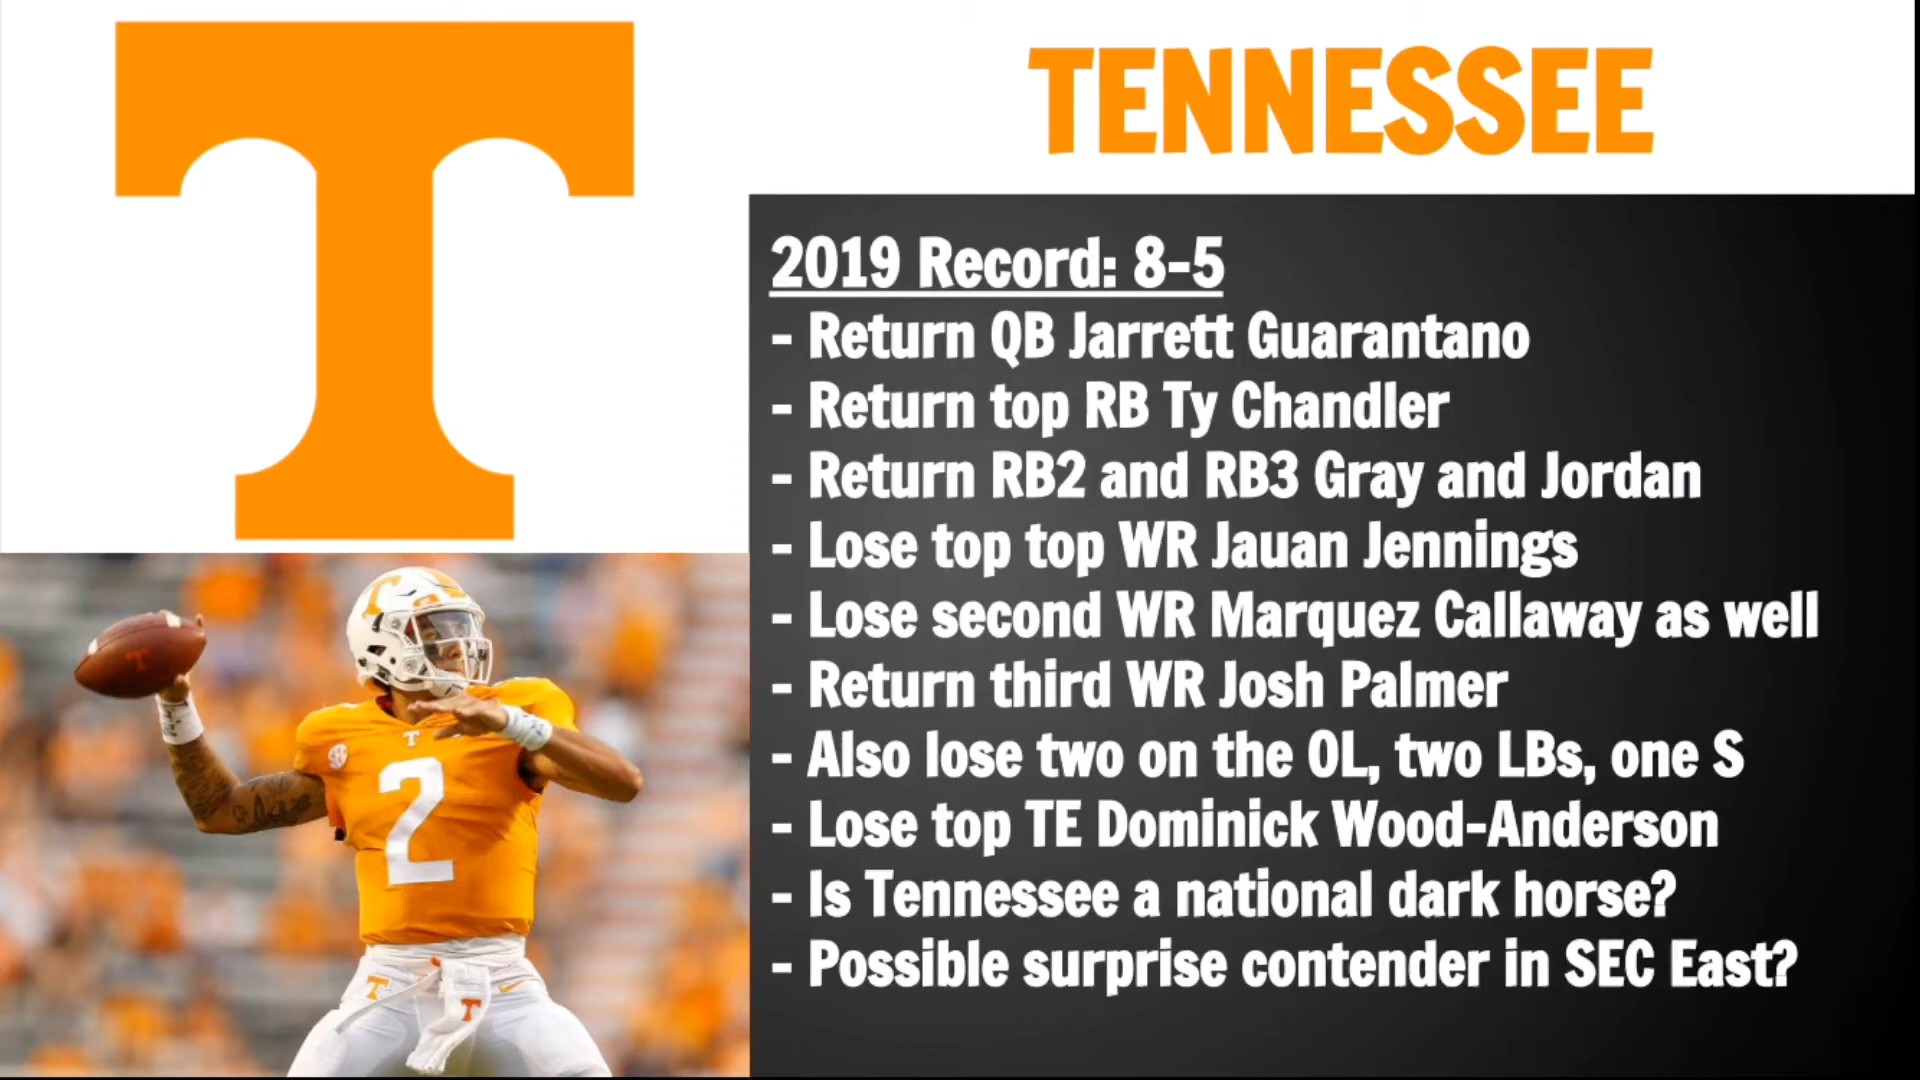 T
TENNESSEE
2019 Record: 8-5
- Return QB Jarrett Guarantano
- Return top RB Ty Chandler
- Return RB2 and RB3 Gray and Jordan
- Lose top top WR Jauan Jennings
- Lose second WR Marquez Callaway as well
- Return third WR Josh Palmer
- Also lose two on the OL, two LBs, one S
- Lose top TE Dominick Wood-Anderson
- Is Tennessee a national dark horse?
- Possible surprise contender in SEC East?
T
T
2
T
SEC
2
T
T